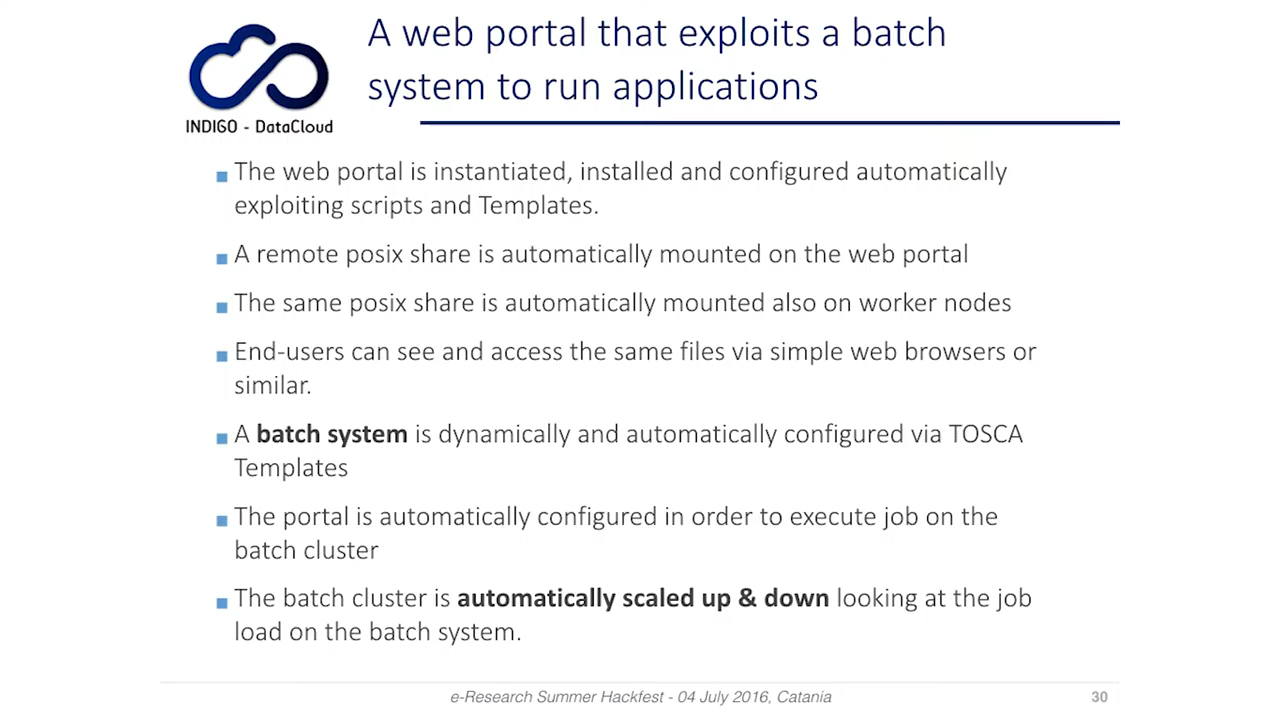 A web portal that exploits a batch
system to run applications
INDIGO - DataCloud
The web portal is instantiated, installed and configured automatically
exploiting scripts and Templates.
A remote posix share is automatically mounted on the web portal
The same posix share is automatically mounted also on worker nodes
End-users can see and access the same files via simple web browsers or
similar.
A batch system is dynamically and automatically configured via TOSCA
Templates
The portal is automatically configured in order to execute job on the
batch cluster
The batch cluster is automatically scaled up & down looking at the job
load on the batch system.
e-Research Summer Hackfest - 04 July 2016, Catania
30